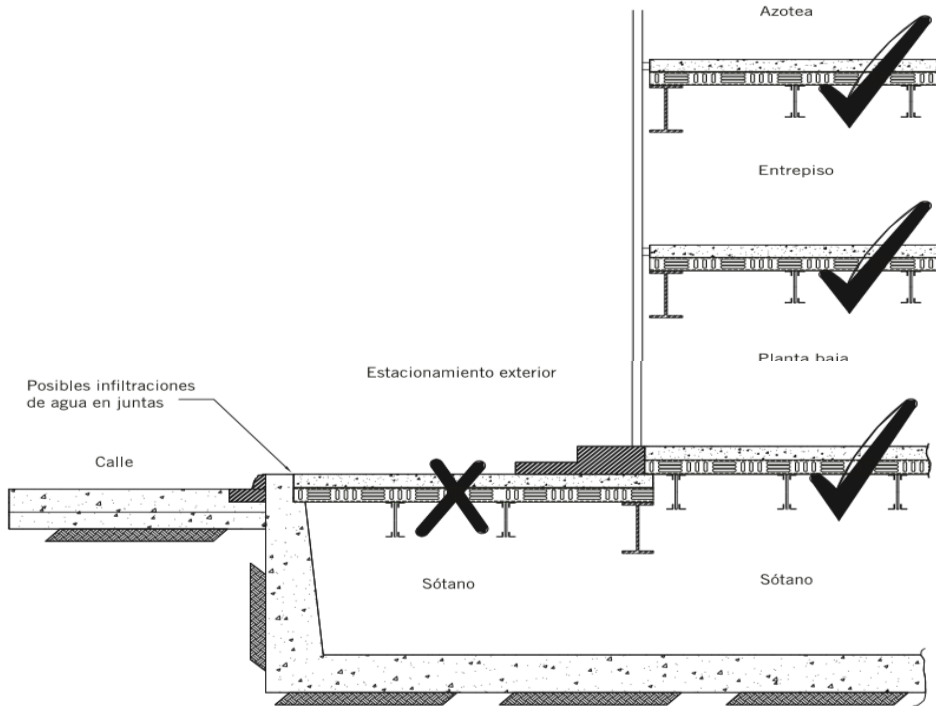 Azotea
Entrepiso
Planta baja
Estacionamiento exterior
Posibles infiltraciones
de agua en juntas
Calle
Sótano
Sótano